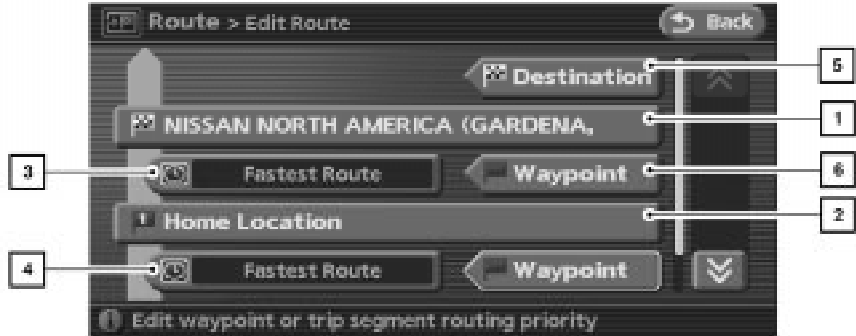 Route > Edit Route
Back
Destination
5
NISSAN NORTH AMERICA (GARDENA,
1
3
Fastest Route
Waypoint
6
Home Location
2
4
Fastest Route
Waypoint
Edit waypoint or trip segment routing priority